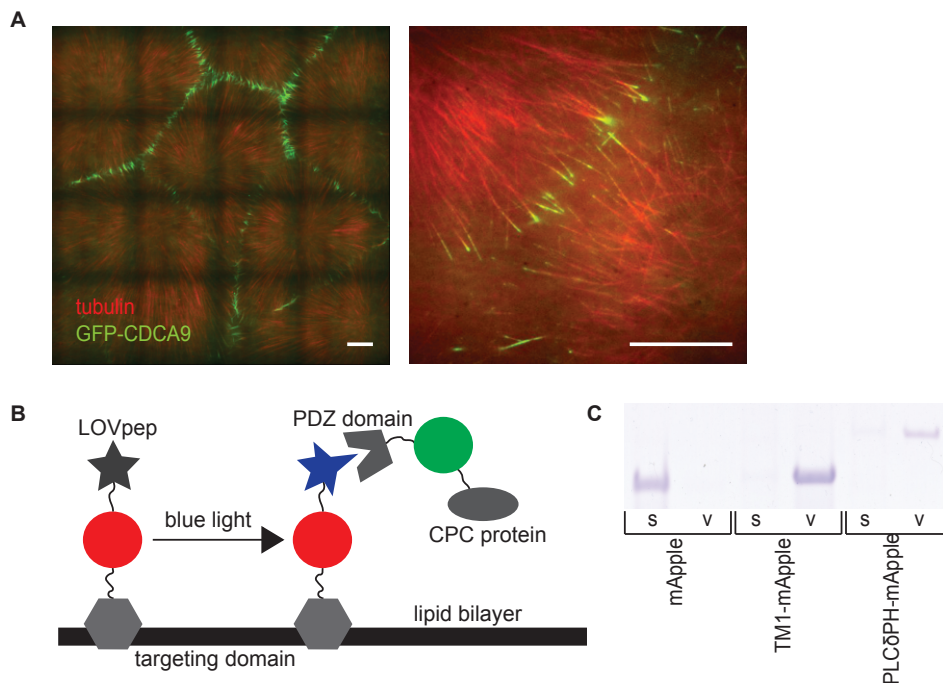 A
tubulin
GFP-CDCA9
B
LOVpep
PDZ domain
blue light
CPC protein
lipid bilayer
targeting domain
C
s v s v s v
mApple
TM1-mApple
PLCδPH-mApple